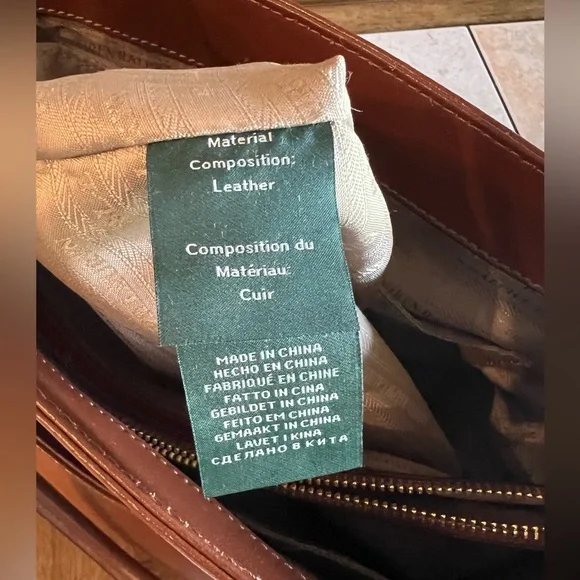 Material
Composition:
Leather
Composition du
Matériau:
Cuir
MADE IN CHINA
HECHO EN CHINA
FABRIQUÉ EN CHINE
FATTO IN CINA
GEBILDET IN CHINA
FEITO EM CHINA
GEMAAKT IN CHINA
LAVET I KINA
СДЕЛАНО В КИТА